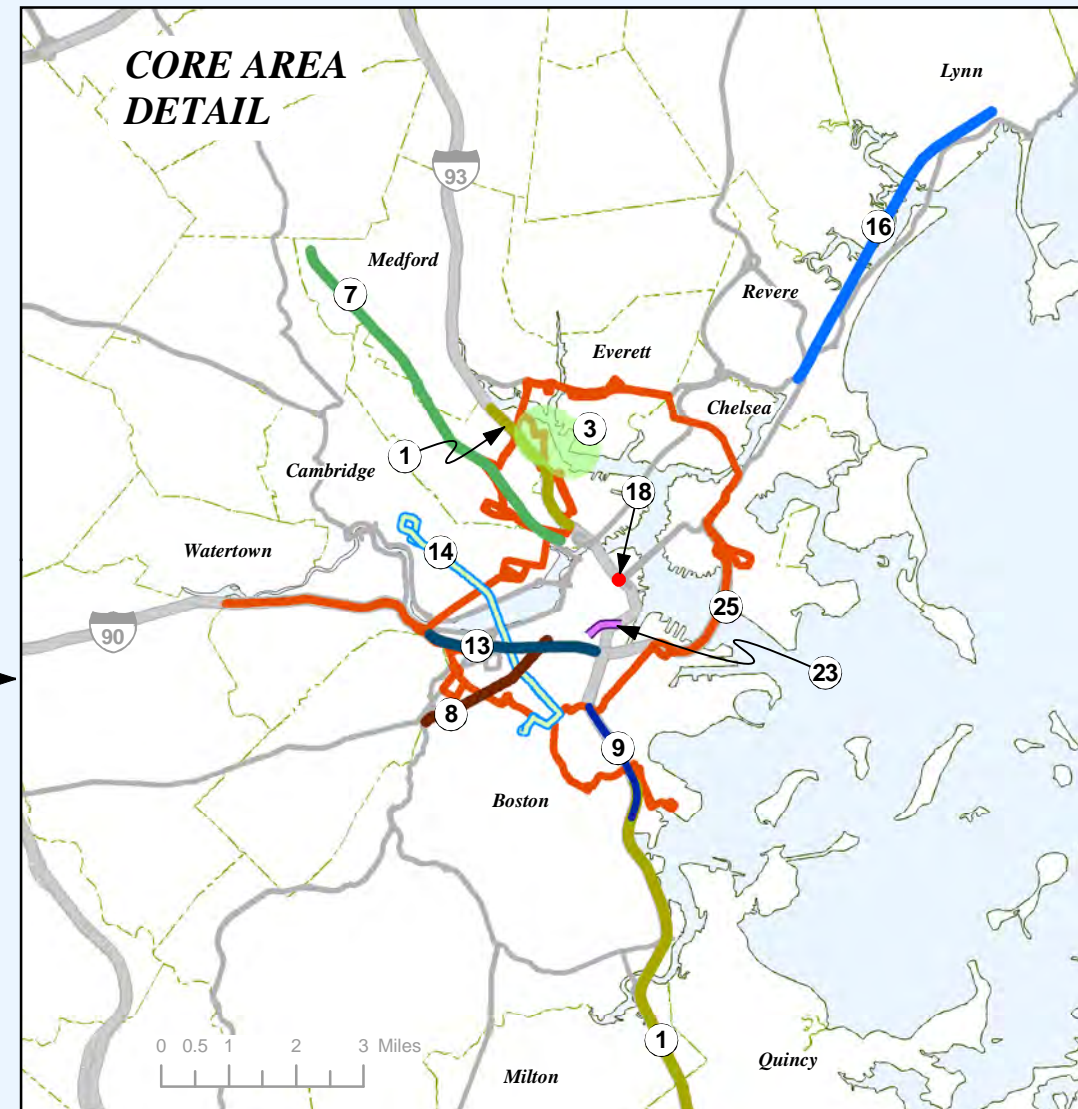 CORE AREA
DETAIL
Lynn
93
16
Medford
7
Revere
Everett
Chelsea
3
1
Cambridge
18
14
Watertown
25
90
13
23
8
9
Boston
0 0.5 1 2 3 Miles
1
Quincy
Milton